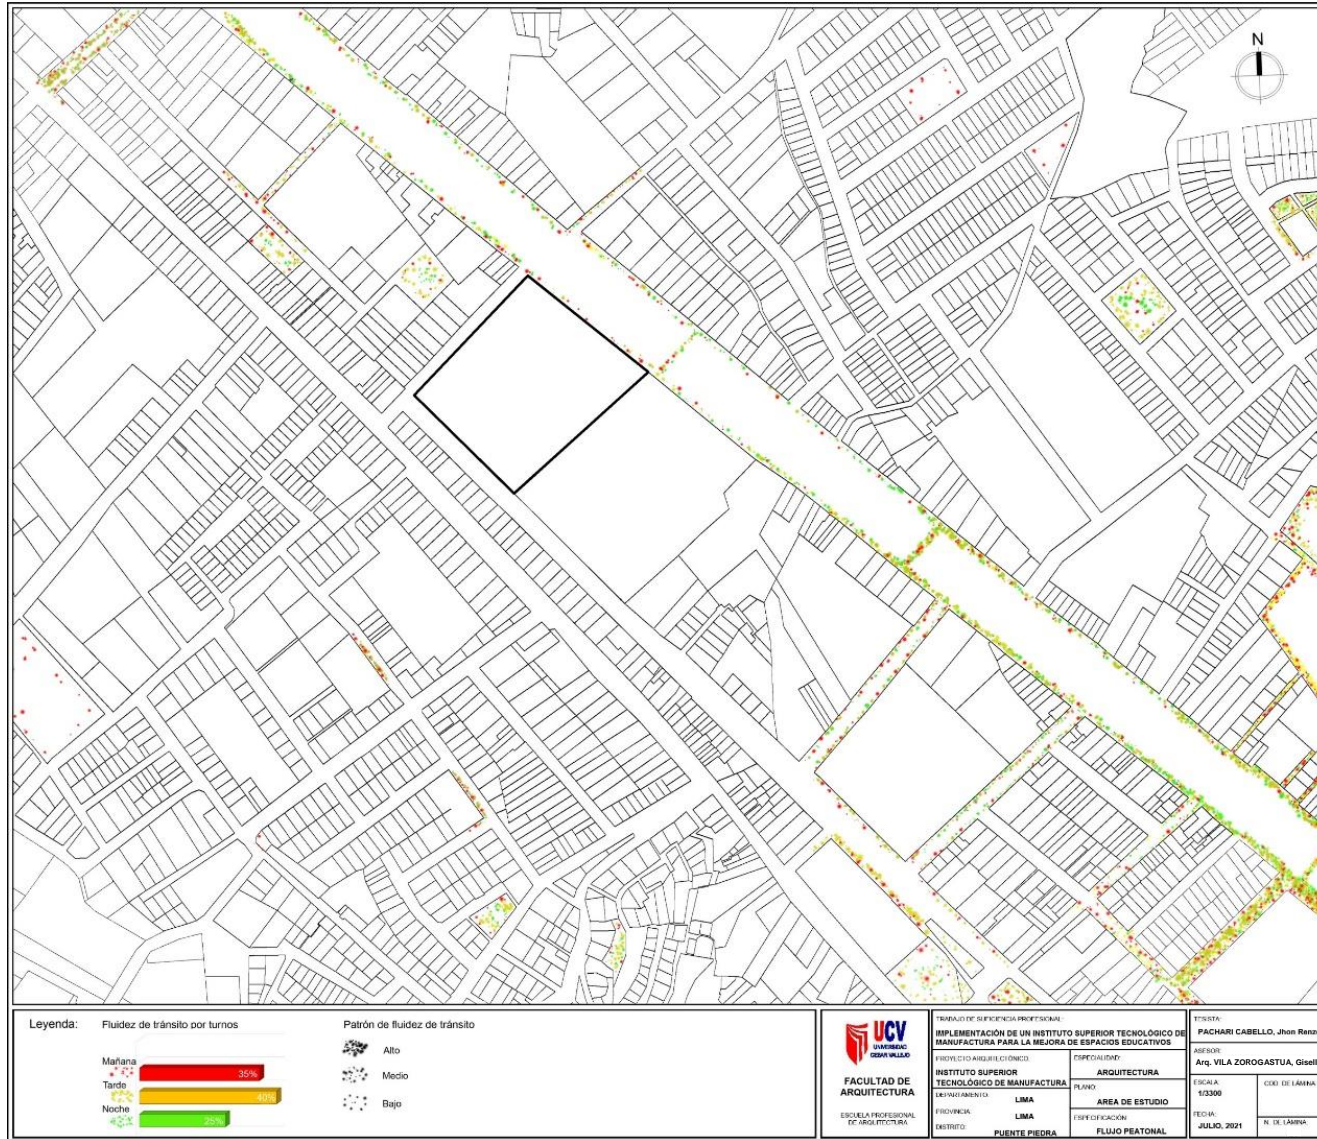 N
Leyenda:
Fluidez de tránsito por turnos
Mañana
35%
Tarde
40%
Noche
25%
Patrón de fluidez de tránsito
Alto
Medio
Bajo
UCV
UNIVERSIDAD
CESAR VALLEJO
FACULTAD DE
ARQUITECTURA
ESCUELA PROFESIONAL
DE ARQUITECTURA
TRABAJO DE SUFICIENCIA PROFESIONAL:
IMPLEMENTACIÓN DE UN INSTITUTO SUPERIOR TECNOLÓGICO DE
MANUFACTURA PARA LA MEJORA DE ESPACIOS EDUCATIVOS
PROYECTO ARQUITECTÓNICO:
INSTITUTO SUPERIOR
TECNOLÓGICO DE MANUFACTURA
DEPARTAMENTO:
LIMA
PROVINCIA:
LIMA
DISTRITO:
PUENTE PIEDRA
ESPECIALIDAD:
ARQUITECTURA
PLANO:
AREA DE ESTUDIO
ESPECIFICACIÓN:
FLUJO PEATONAL
TESISTA:
PACHARI CABELLO, Jhon Renzo
ASESOR:
Arq. VILA ZOROGASTUA, Gisell
ESCALA:
1/3300
COD. DE LÁMINA
FECHA:
JULIO, 2021
N. DE LÁMINA